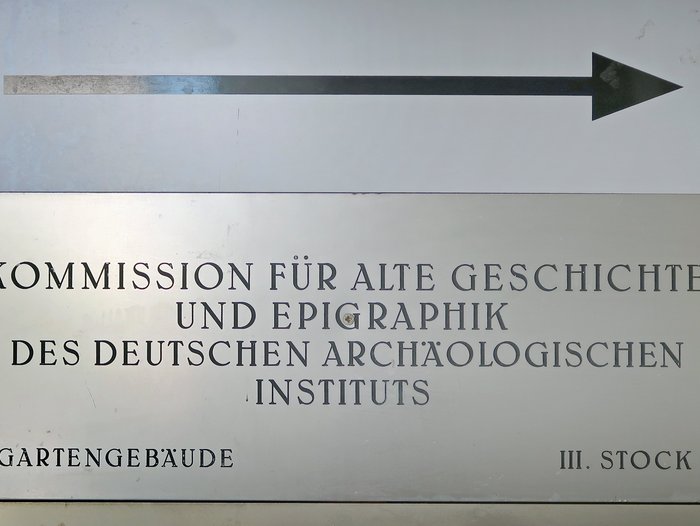 KOMMISSION FÜR ALTE GESCHICHTE
UND EPIGRAPHIK
DES DEUTSCHEN ARCHÄOLOGISCHEN
INSTITUTS
GARTENGEBÄUDE III. STOCK